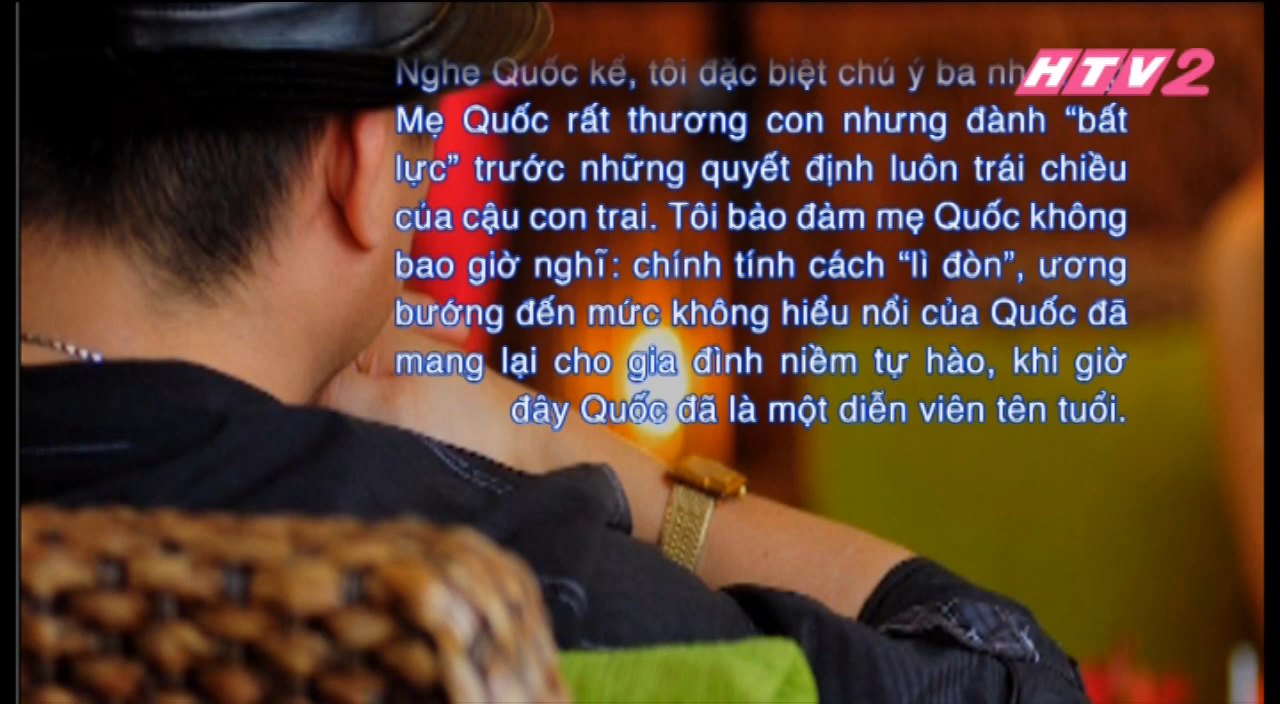 Nghe Quốc kể, tôi đặc biệt chú ý ba
HTV2
Mẹ Quốc rất thương con nhưng đành “bất
lực” trước những quyết định luôn trái chiều
của cậu con trai. Tôi bảo đảm mẹ Quốc không
bao giờ nghĩ: chính tính cách “lì đòn”, ương
bướng đến mức không hiểu nổi của Quốc đã
mang lại cho gia đình niềm tự hào, khi giờ
đây Quốc đã là một diễn viên tên tuổi.